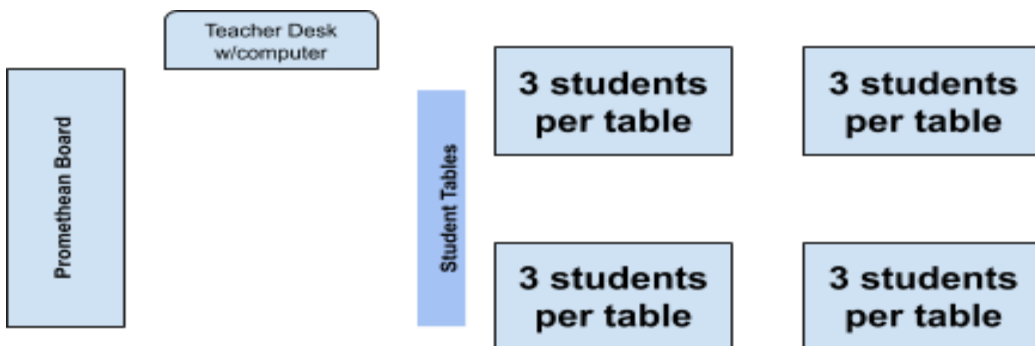 Teacher Desk
w/computer
Promethean Board
Student Tables
3 students
per table
3 students
per table
3 students
per table
3 students
per table